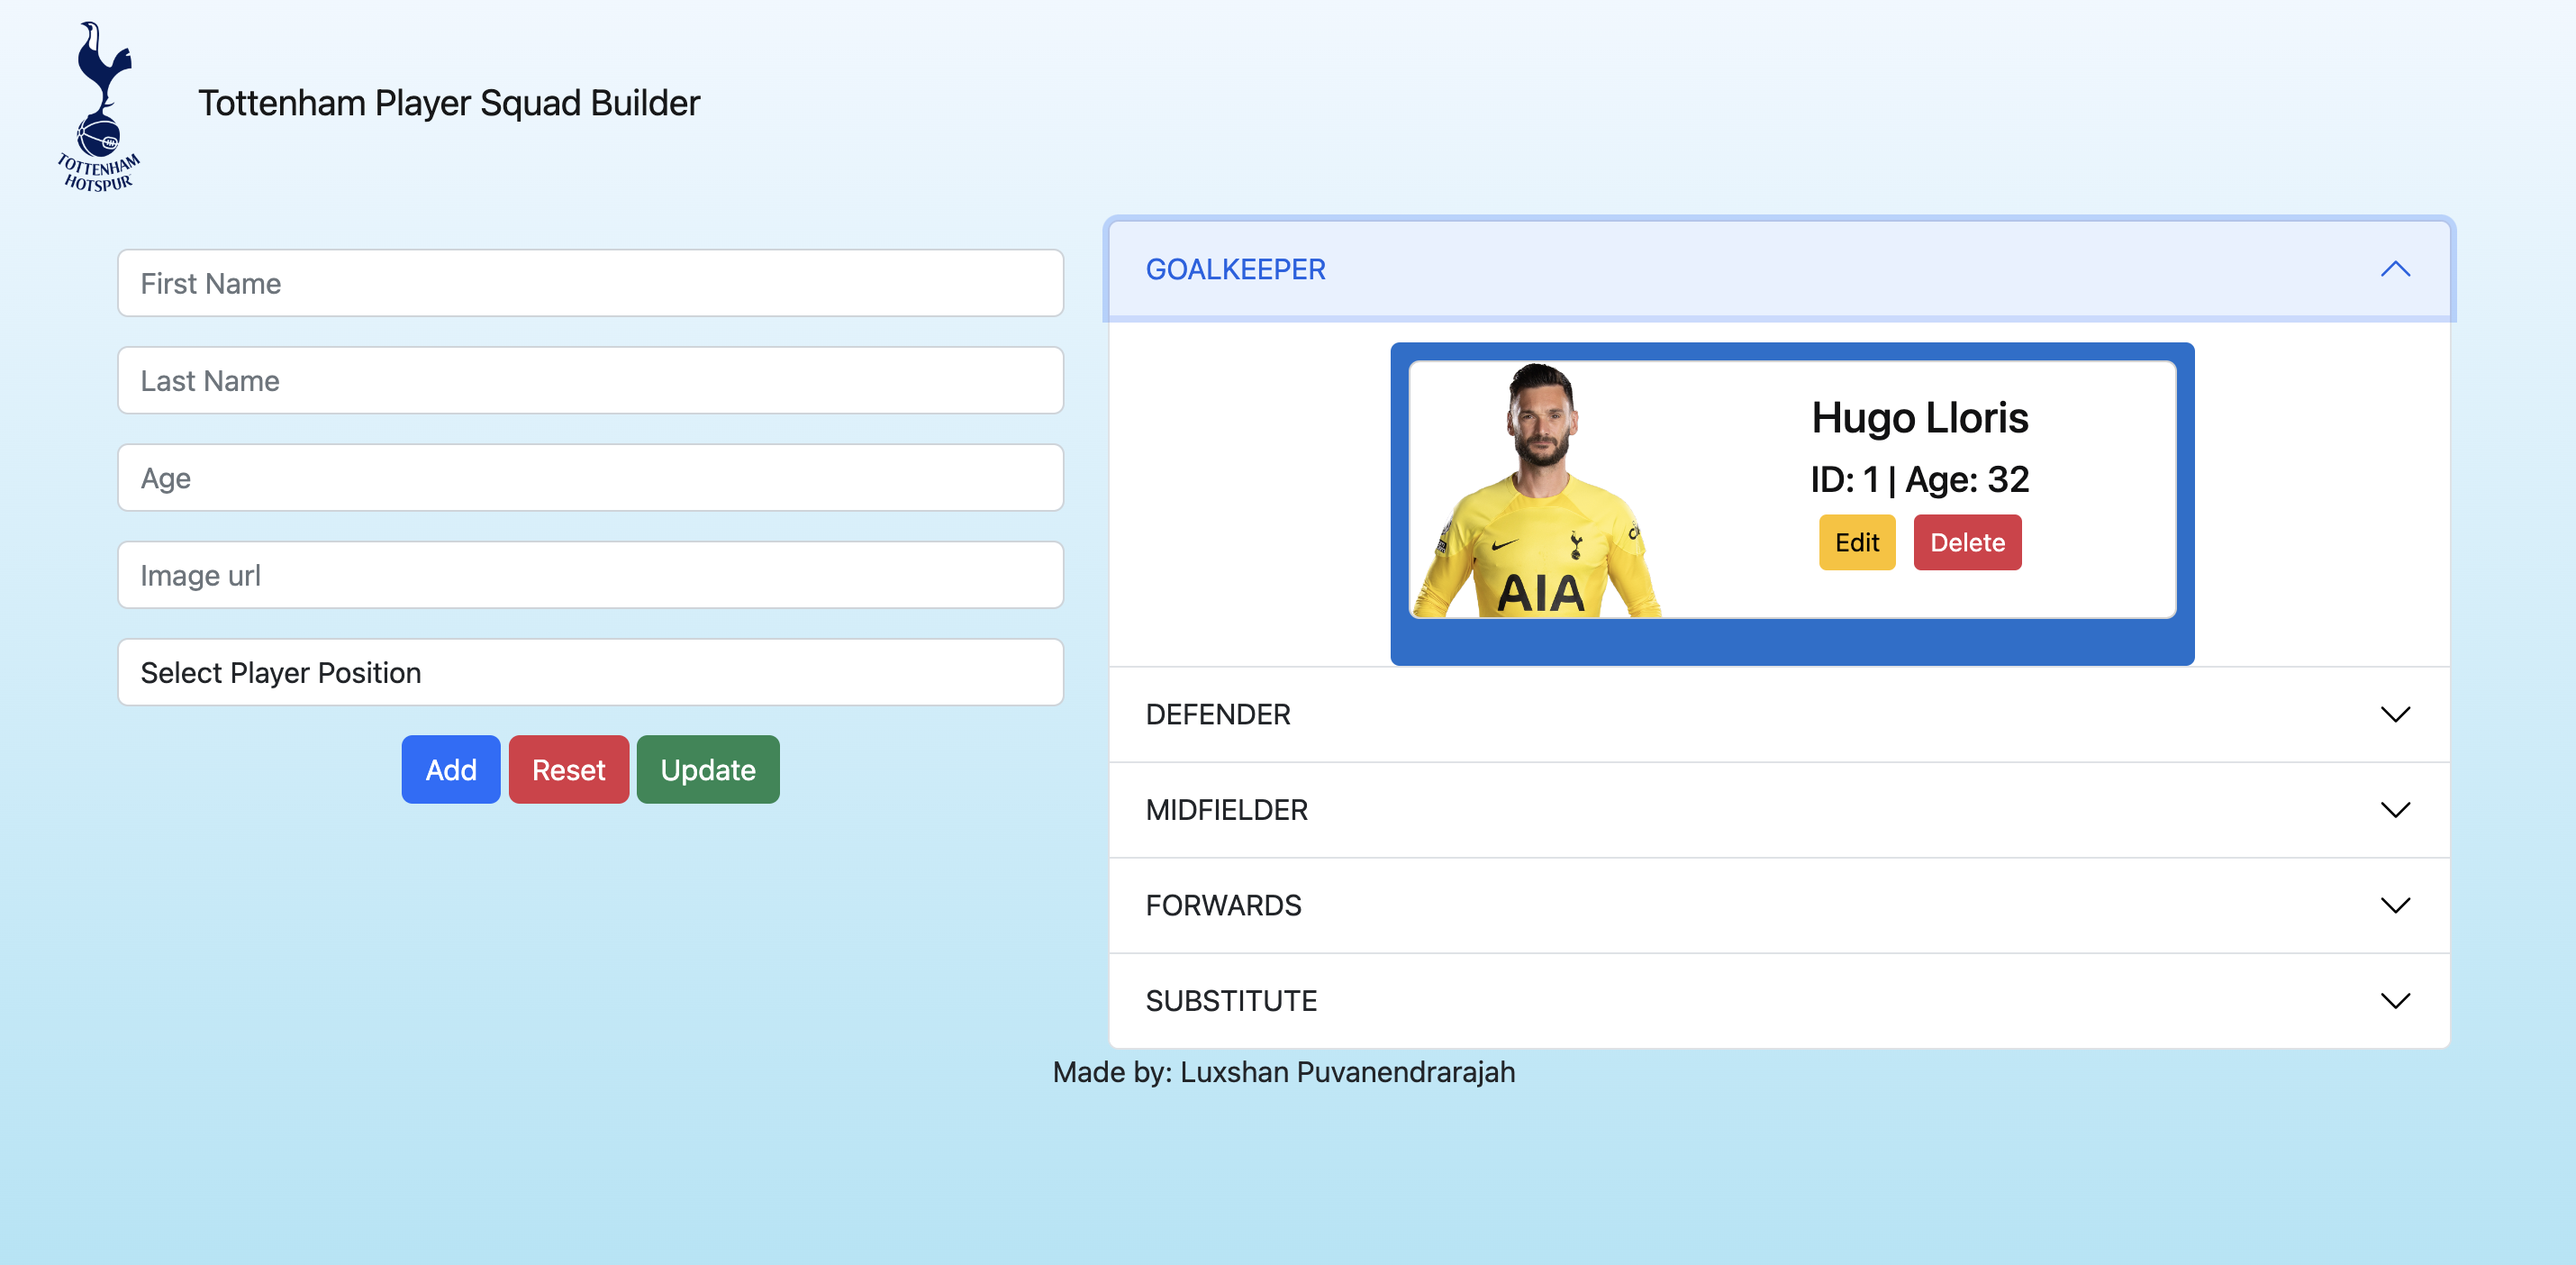 TOTTENHAM
HOTSPUR
Tottenham Player Squad Builder
First Name
Last Name
Age
Image url
Select Player Position
Add Reset Update
GOALKEEPER
Hugo Lloris
ID: 1 | Age: 32
Edit Delete
AIA
DEFENDER
MIDFIELDER
FORWARDS
SUBSTITUTE
Made by: Luxshan Puvanendrarajah